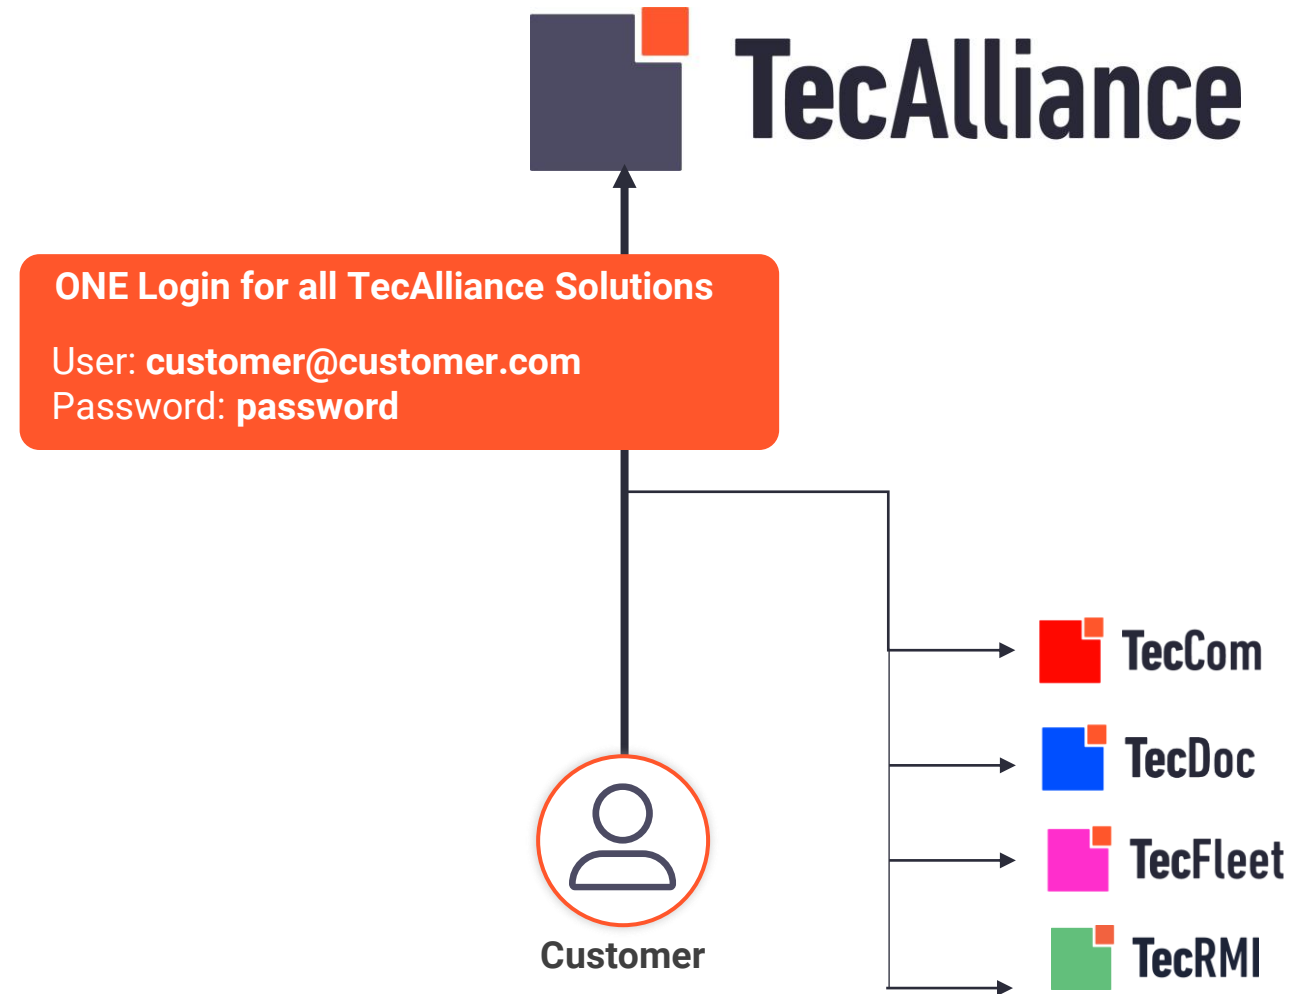 TecAlliance
ONE Login for all TecAlliance Solutions
User: customer@customer.com
Password: password
TecCom
TecDoc
TecFleet
TecRMI
Customer